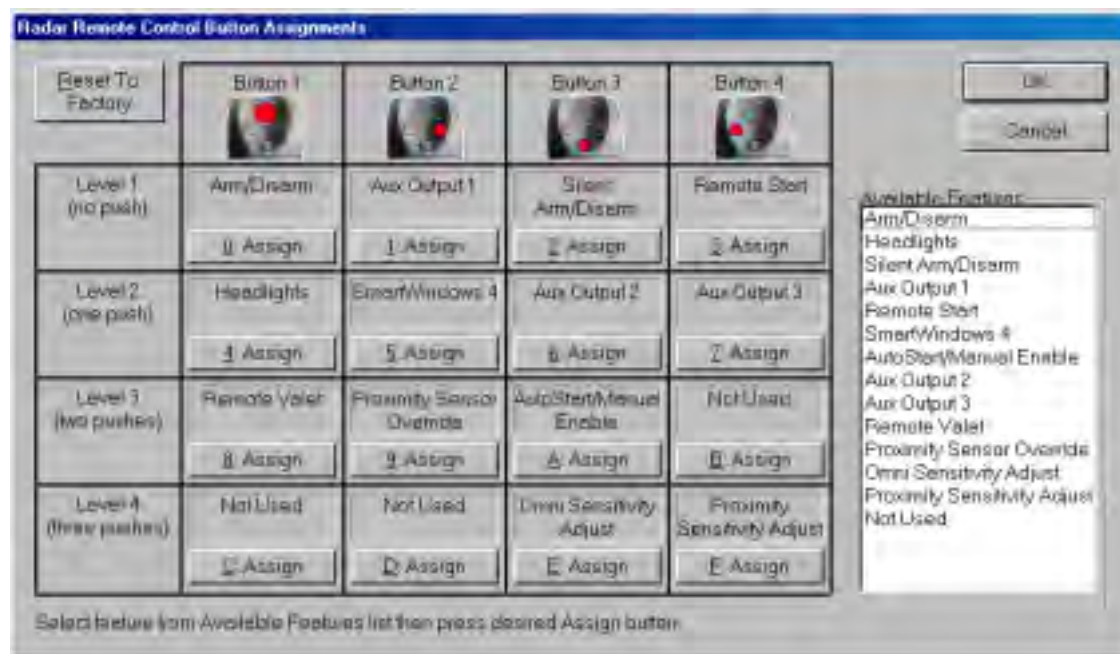 Radar Remote Control Button Assignments
Reset To
Factory
Button 1
Button 2
Button 3
Button 4
OK
Cancel
Level 1
(no push)
Arm/Disarm
Aux Output 1
Silent
Arm/Disarm
Remote Start
0 Assign
1 Assign
2 Assign
3 Assign
Level 2
(one push)
Headlights
SmartWindows 4
Aux Output 2
Aux Output 3
4 Assign
5 Assign
6 Assign
7 Assign
Level 3
(two pushes)
Remote Valet
Proximity Sensor
Override
AutoStart/Manual
Enable
Not Used
8 Assign
9 Assign
A Assign
B Assign
Level 4
(three pushes)
Not Used
Not Used
Omni Sensitivity
Adjust
Proximity
Sensitivity Adjust
C Assign
D Assign
E Assign
F Assign
Available Features
Arm/Disarm
Headlights
Silent Arm/Disarm
Aux Output 1
Remote Start
SmartWindows 4
AutoStart/Manual Enable
Aux Output 2
Aux Output 3
Remote Valet
Proximity Sensor Override
Omni Sensitivity Adjust
Proximity Sensitivity Adjust
Not Used
Select feature from Available Features list then press desired Assign button.